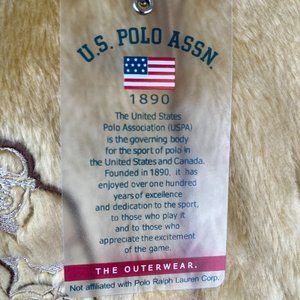 U.S. POLO ASSN.
1890
The United States
Polo Association (USPA)
is the governing body
for the sport of polo in
the United States and Canada.
Founded in 1890, it has
enjoyed over one hundred
years of excellence
and dedication to the sport,
to those who play it
and to those who
appreciate the excitement
of the game.
THE OUTERWEAR.
Not affiliated with Polo Ralph Lauren Corp.